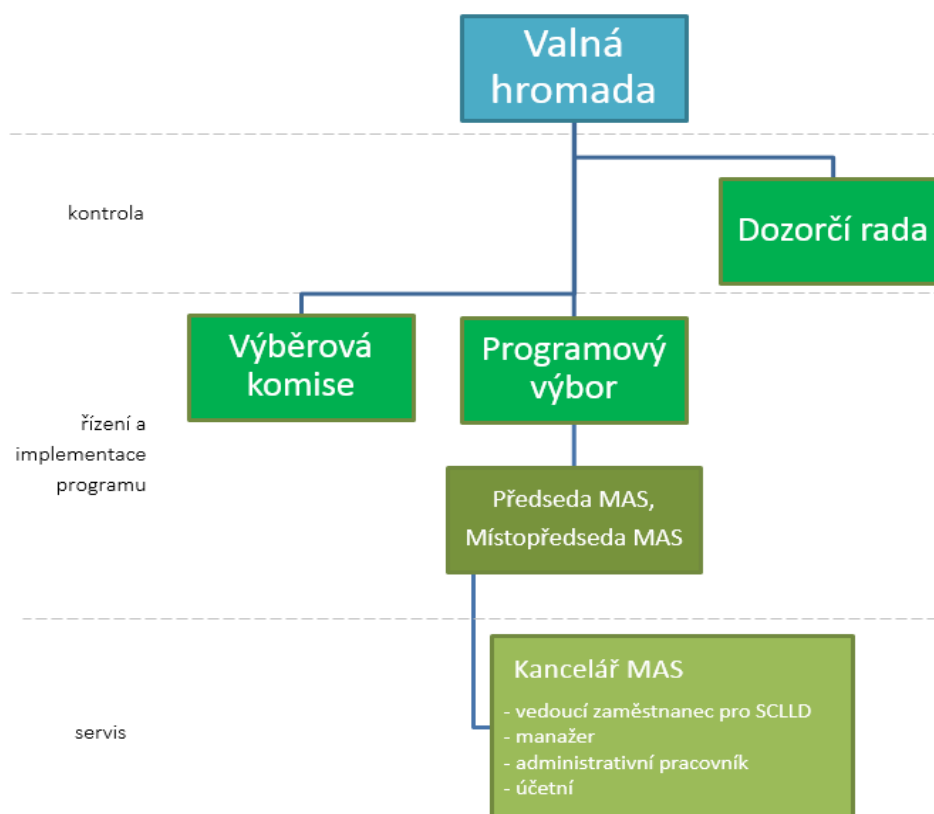 Valná
hromada
kontrola
Dozorčí rada
Výběrová
komise
Programový
výbor
řízení a
implementace
programu
Předseda MAS,
Místopředseda MAS
Kancelář MAS
- vedoucí zaměstnanec pro SCLLD
- manažer
- administrativní pracovník
- účetní
servis